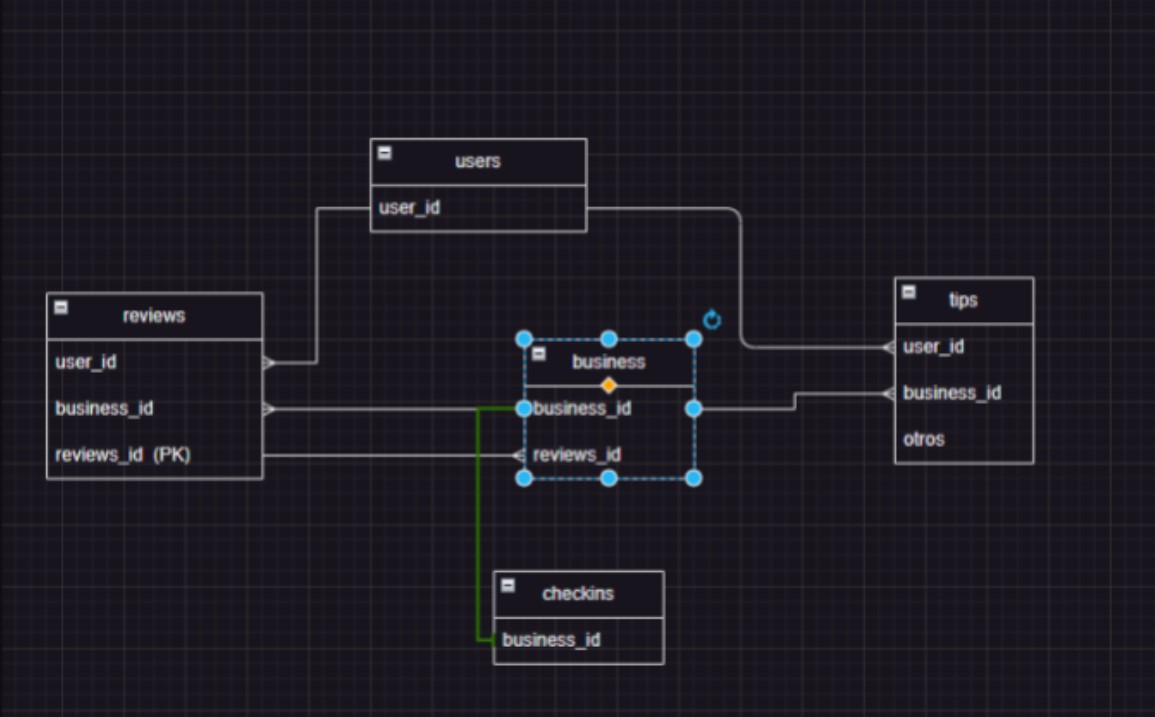 users
user_id
reviews
user_id
business_id
reviews_id (PK)
business
business_id
reviews_id
tips
user_id
business_id
otros
checkins
business_id